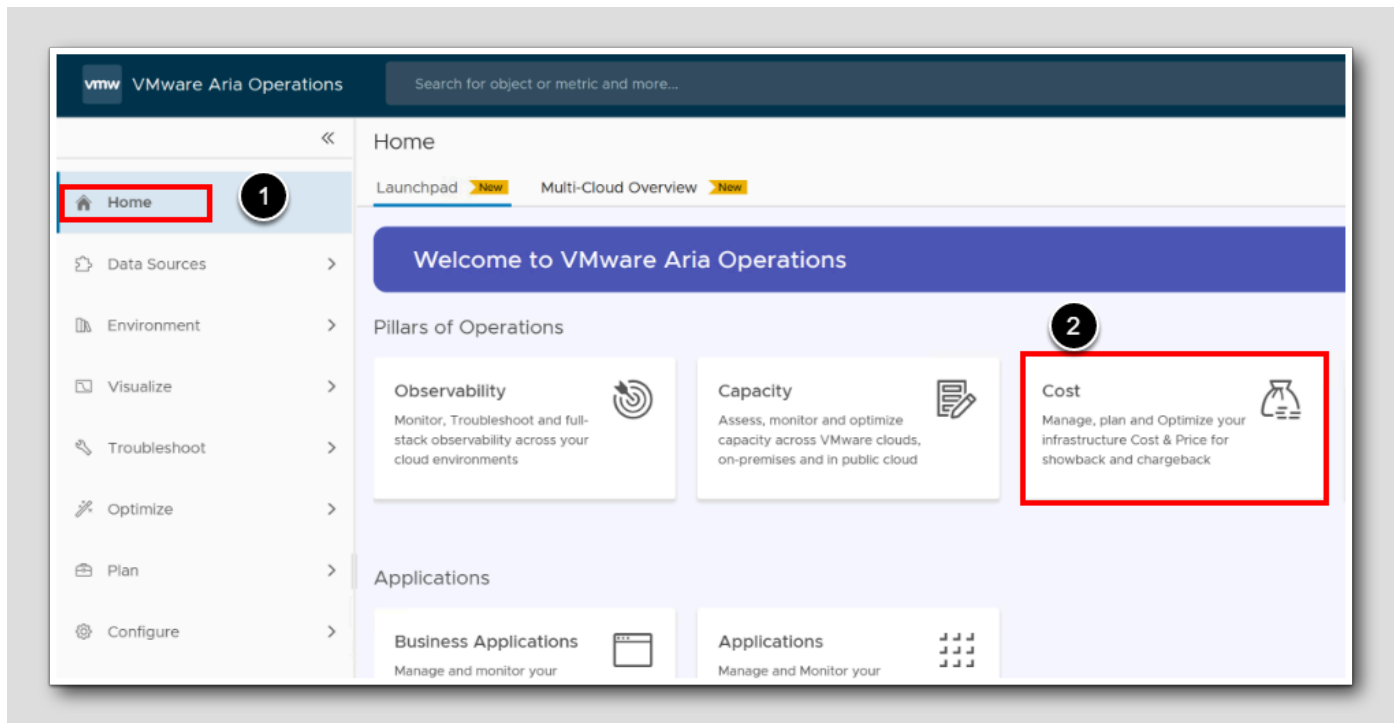 vmw VMware Aria Operations
Search for object or metric and more...
«
Home
1
Data Sources
Environment
Visualize
Troubleshoot
Optimize
Plan
Configure
Home
Launchpad New Multi-Cloud Overview New
Welcome to VMware Aria Operations
Pillars of Operations
2
Observability
Monitor, Troubleshoot and full-
stack observability across your
cloud environments
Capacity
Assess, monitor and optimize
capacity across VMware clouds,
on-premises and in public cloud
Cost
Manage, plan and Optimize your
infrastructure Cost & Price for
showback and chargeback
Applications
Business Applications
Manage and monitor your
Applications
Manage and Monitor your